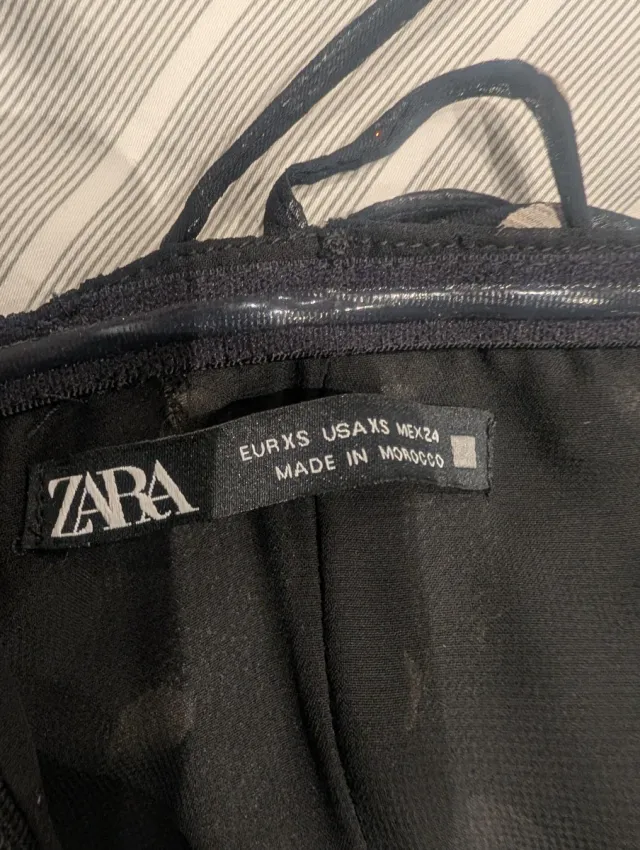 ZARA
EUR XS USA XS MEX 24
MADE IN MOROCCO